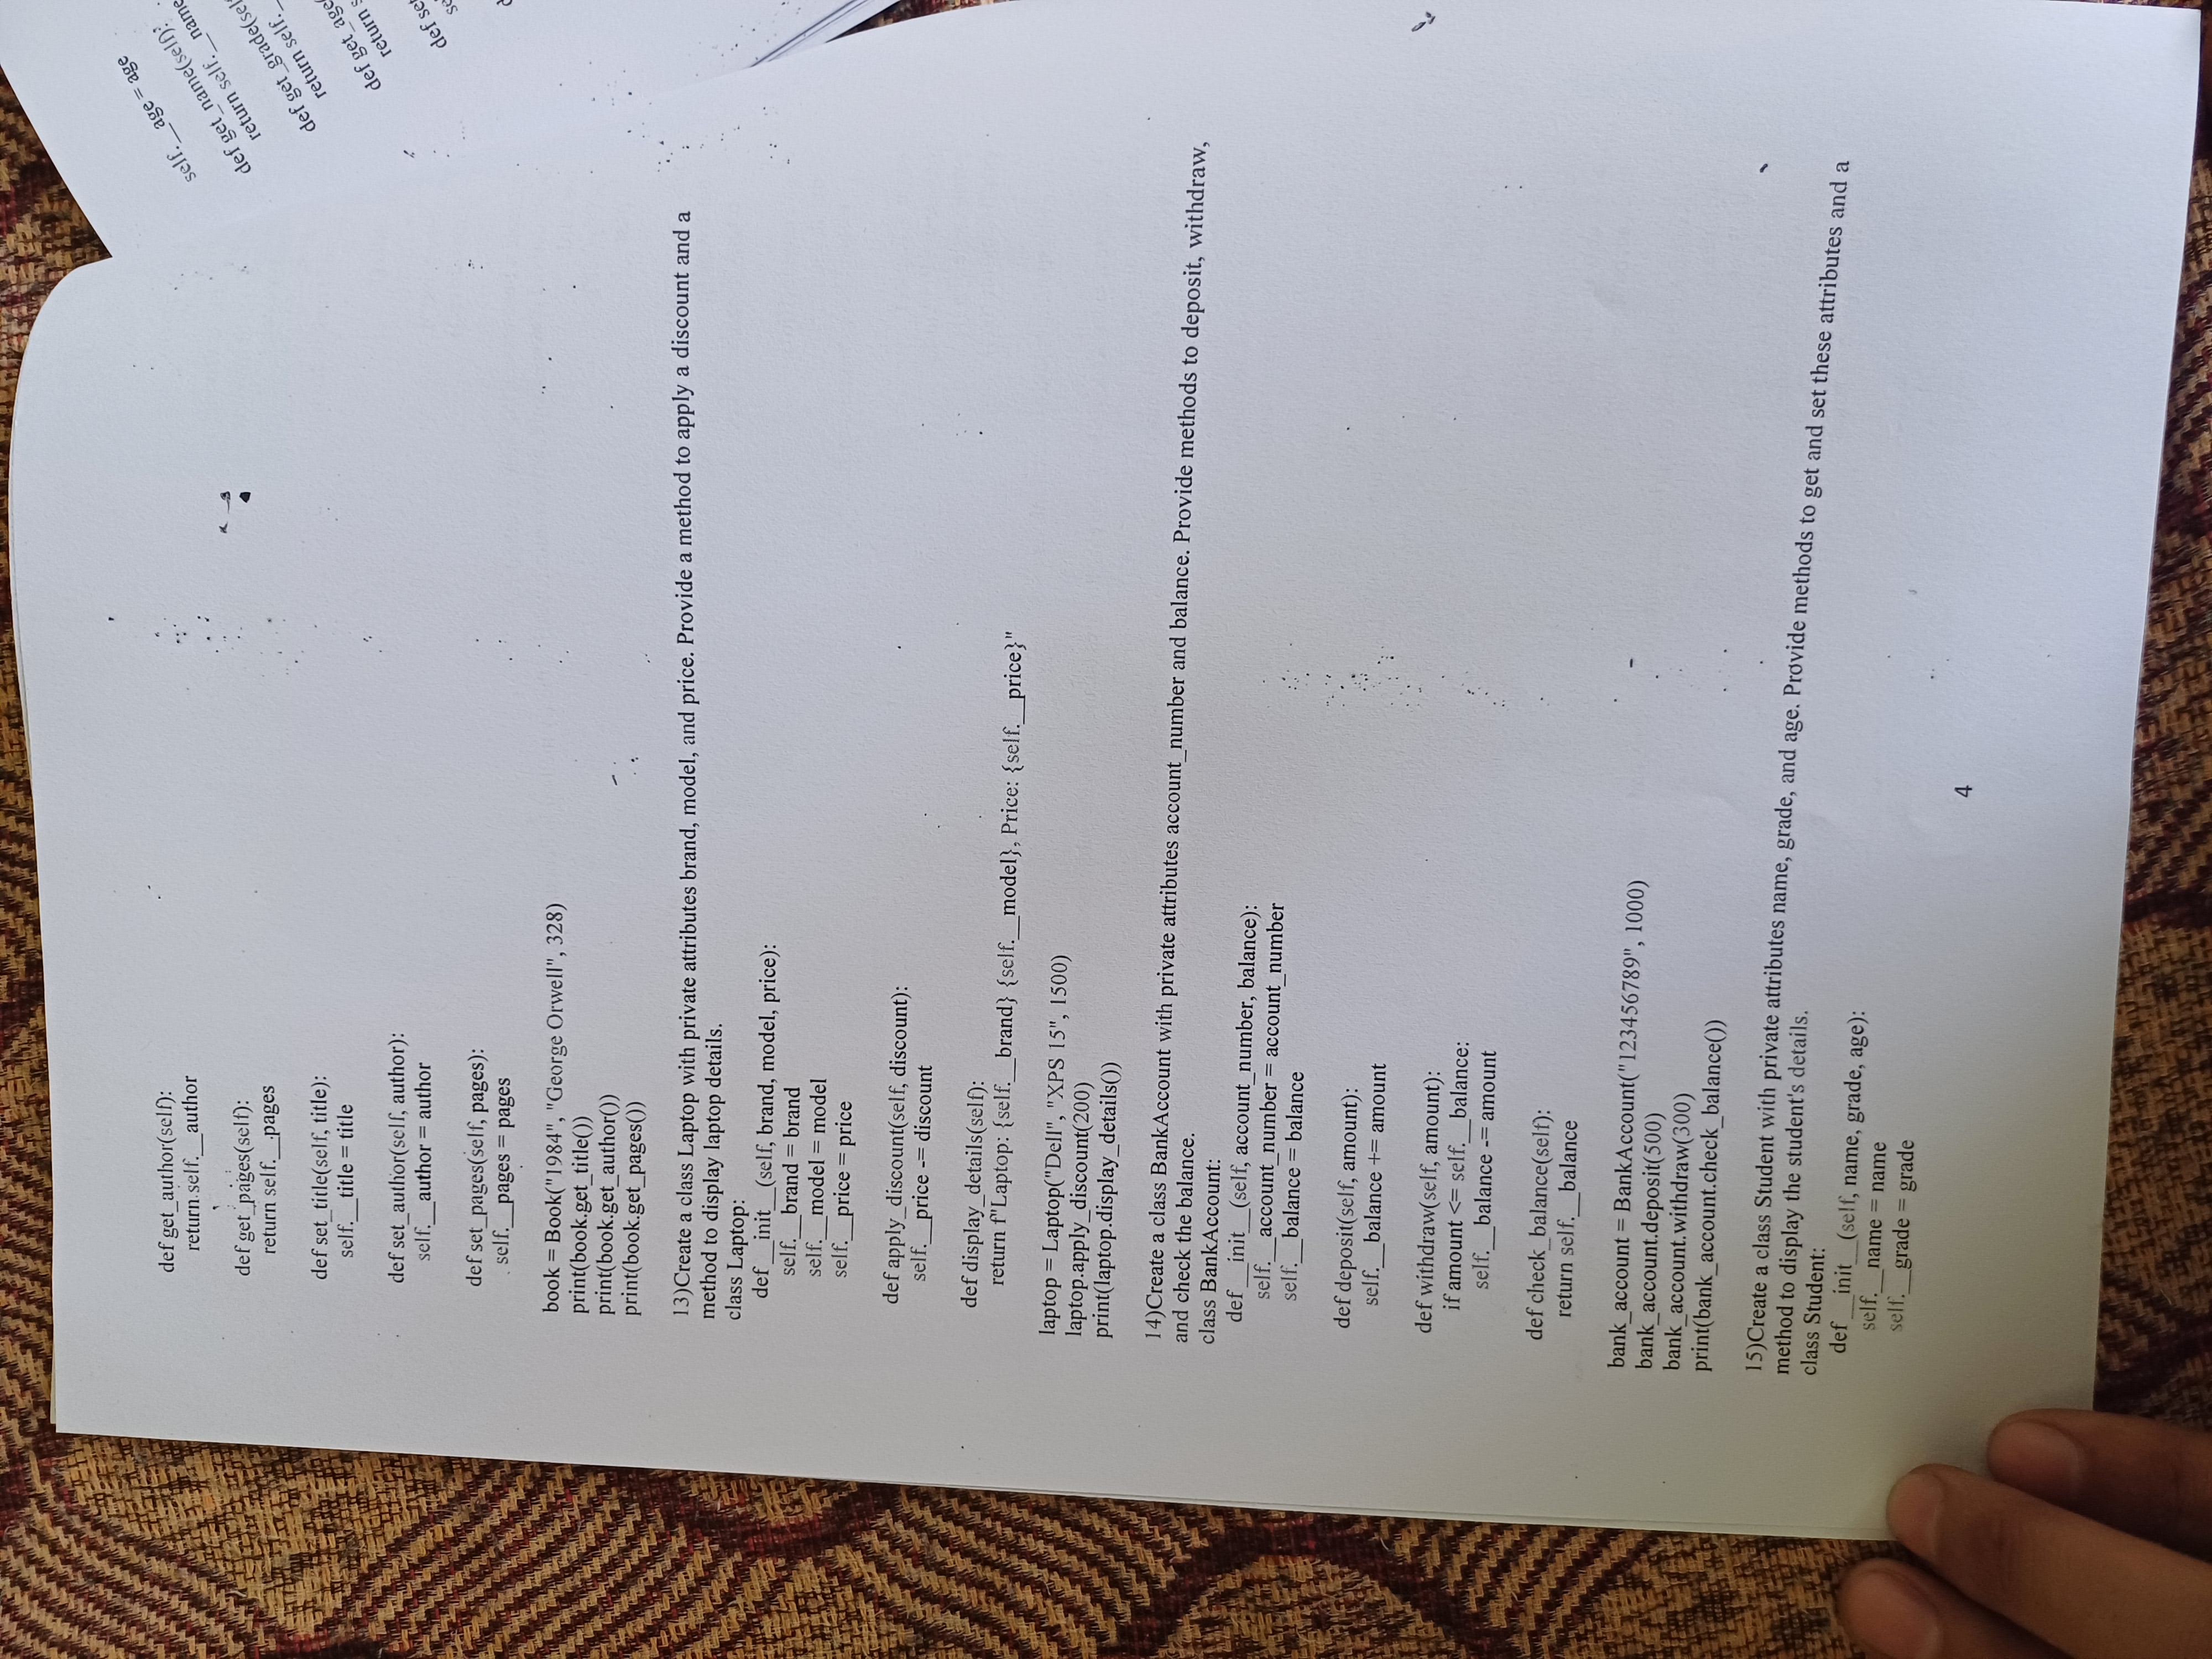 def get_author(self):
return self.__author
def get_pages(self):
return self.__pages
def set_title(self, title):
self.__title = title
def set_author(self, author):
self.__author = author
def set_pages(self, pages):
self.__pages = pages
book = Book("1984", "George Orwell", 328)
print(book.get_title())
print(book.get_author())
print(book.get_pages())
13)Create a class Laptop with private attributes brand, model, and price. Provide a method to apply a discount and a
method to display laptop details.
class Laptop:
def __init__(self, brand, model, price):
self.__brand = brand
self.__model = model
self.__price = price
def apply_discount(self, discount):
self.__price -= discount
def display_details(self):
return f"Laptop: {self.__brand} {self.__model}, Price: {self.__price}"
laptop = Laptop("Dell", "XPS 15", 1500)
laptop.apply_discount(200)
print(laptop.display_details())
14)Create a class BankAccount with private attributes account_number and balance. Provide methods to deposit, withdraw,
and check the balance.
class BankAccount:
def __init__(self, account_number, balance):
self.__account_number = account_number
self.__balance = balance
def deposit(self, amount):
self.__balance += amount
def withdraw(self, amount):
if amount <= self.__balance:
self.__balance -= amount
def check_balance(self):
return self.__balance
bank_account = BankAccount("123456789", 1000)
bank_account.deposit(500)
bank_account.withdraw(300)
print(bank_account.check_balance())
15)Create a class Student with private attributes name, grade, and age. Provide methods to get and set these attributes and a
method to display the student's details.
class Student:
def __init__(self, name, grade, age):
self.__name = name
self.__grade = grade
4
self.__age = age
def get_name(self):
return self.__name
def get_grade(self
return self.__
def get_age(
return s
def set